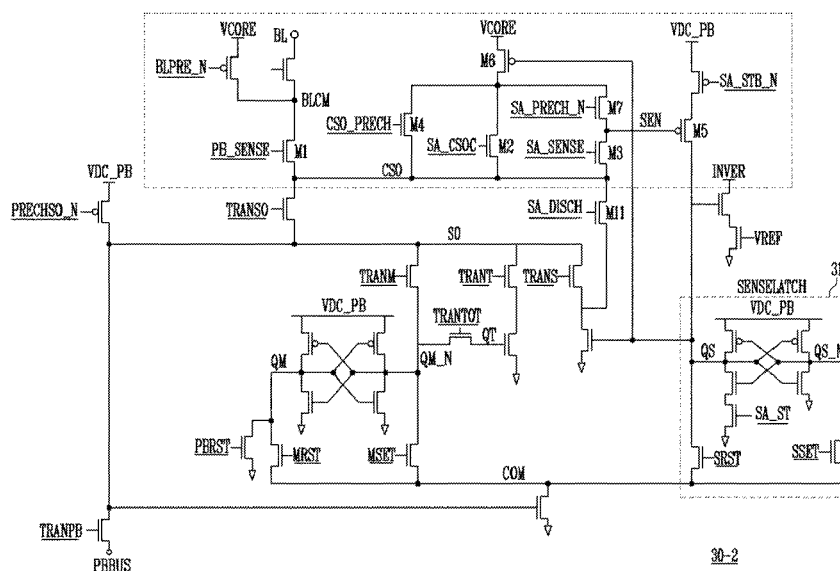 VCORE
BL
VCORE
VDC_PB
BLPRE_N
M6
SA_STB_N
BLCM
SA_PRECH_N
M7
SEN
CSO_PRECH
M4
M5
PB_SENSE
M1
SA_CSOC
M2
SA_SENSE
M3
VDC_PB
CSO
INVER
PRECHSO_N
TRANSO
SA_DISCH
M11
VREF
SO
TRANM
TRANT
TRANS
SENSELATCH
VDC_PB
TRANTOT
VDC_PB
QM
QM_N
QT
QS
SA_ST
PBRST
MRST
MSET
SRST
SSET
COM
TRANPB
PBBUS
30-2